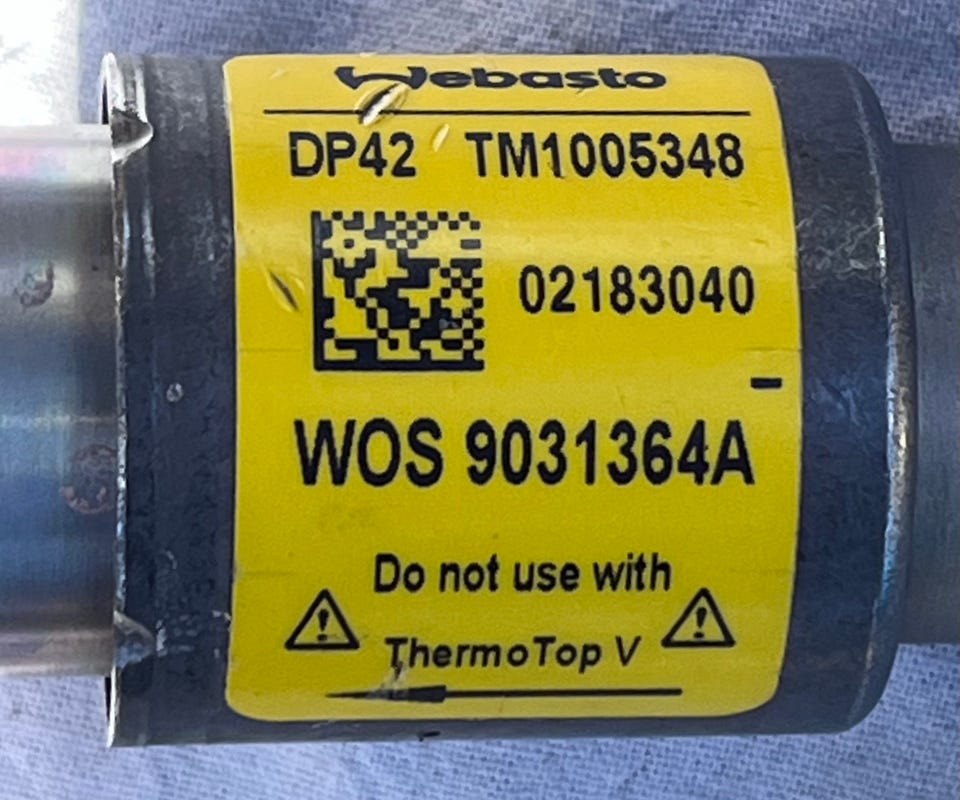 Webasto
DP42 TM1005348
02183040
-
WOS 9031364A
Do not use with
ThermoTop V